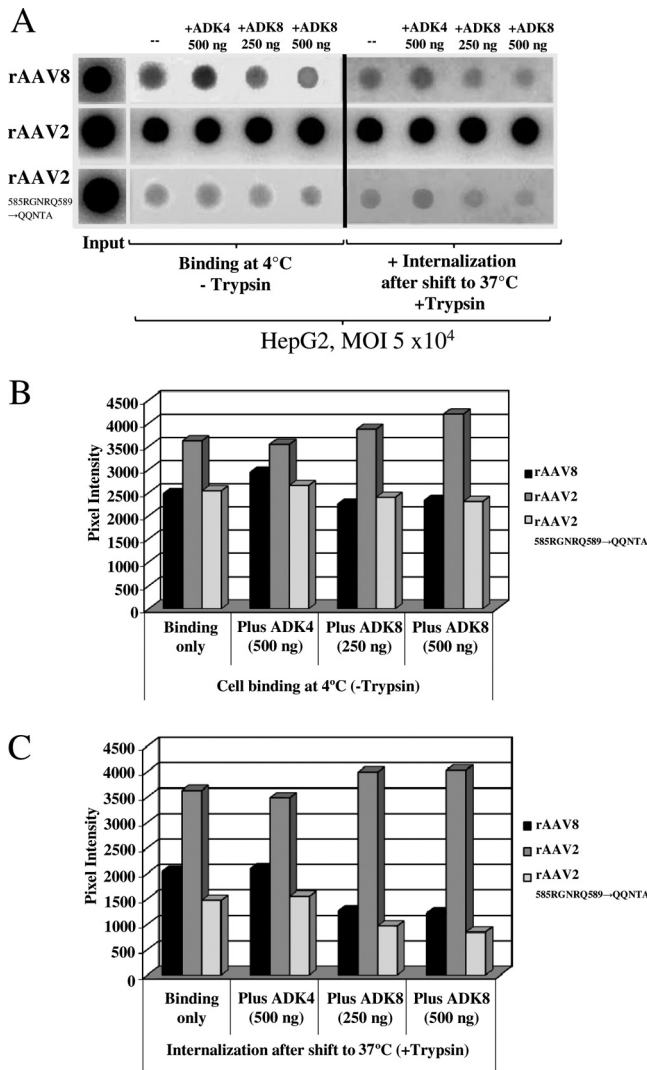 A
-- +ADK4 500 ng +ADK8 250 ng +ADK8 500 ng -- +ADK4 500 ng +ADK8 250 ng +ADK8 500 ng
rAAV8
rAAV2
rAAV2
585RGNRQ589
→QQNTA
Input
Binding at 4°C
- Trypsin
+ Internalization
after shift to 37°C
+Trypsin
HepG2, MOI 5 x10⁴
B
Pixel Intensity
4500
4000
3500
3000
2500
2000
1500
1000
500
0
rAAV8
rAAV2
rAAV2
585RGNRQ589→QQNTA
Binding only
Plus ADK4 (500 ng)
Plus ADK8 (250 ng)
Plus ADK8 (500 ng)
Cell binding at 4ºC (-Trypsin)
C
Pixel Intensity
4500
4000
3500
3000
2500
2000
1500
1000
500
0
rAAV8
rAAV2
rAAV2
585RGNRQ589→QQNTA
Binding only
Plus ADK4 (500 ng)
Plus ADK8 (250 ng)
Plus ADK8 (500 ng)
Internalization after shift to 37ºC (+Trypsin)